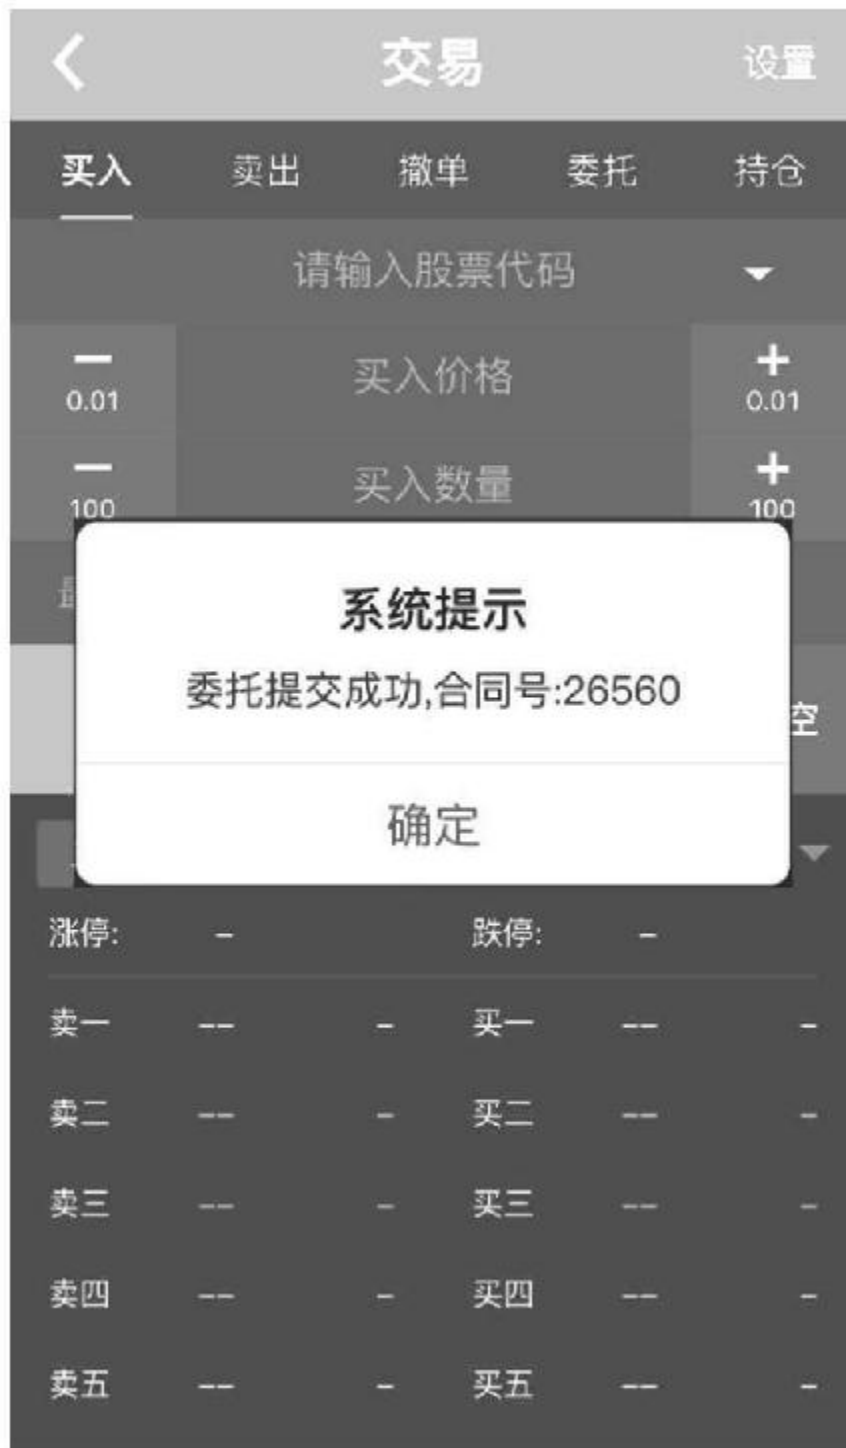 交易 设置
买入 卖出 撤单 委托 持仓
请输入股票代码
0.01 买入价格 0.01
100 买入数量 100
系统提示
委托提交成功,合同号:26560
空
确定
涨停: – 跌停: –
卖一 –– – 买一 –– –
卖二 –– – 买二 –– –
卖三 –– – 买三 –– –
卖四 –– – 买四 –– –
卖五 –– – 买五 –– –